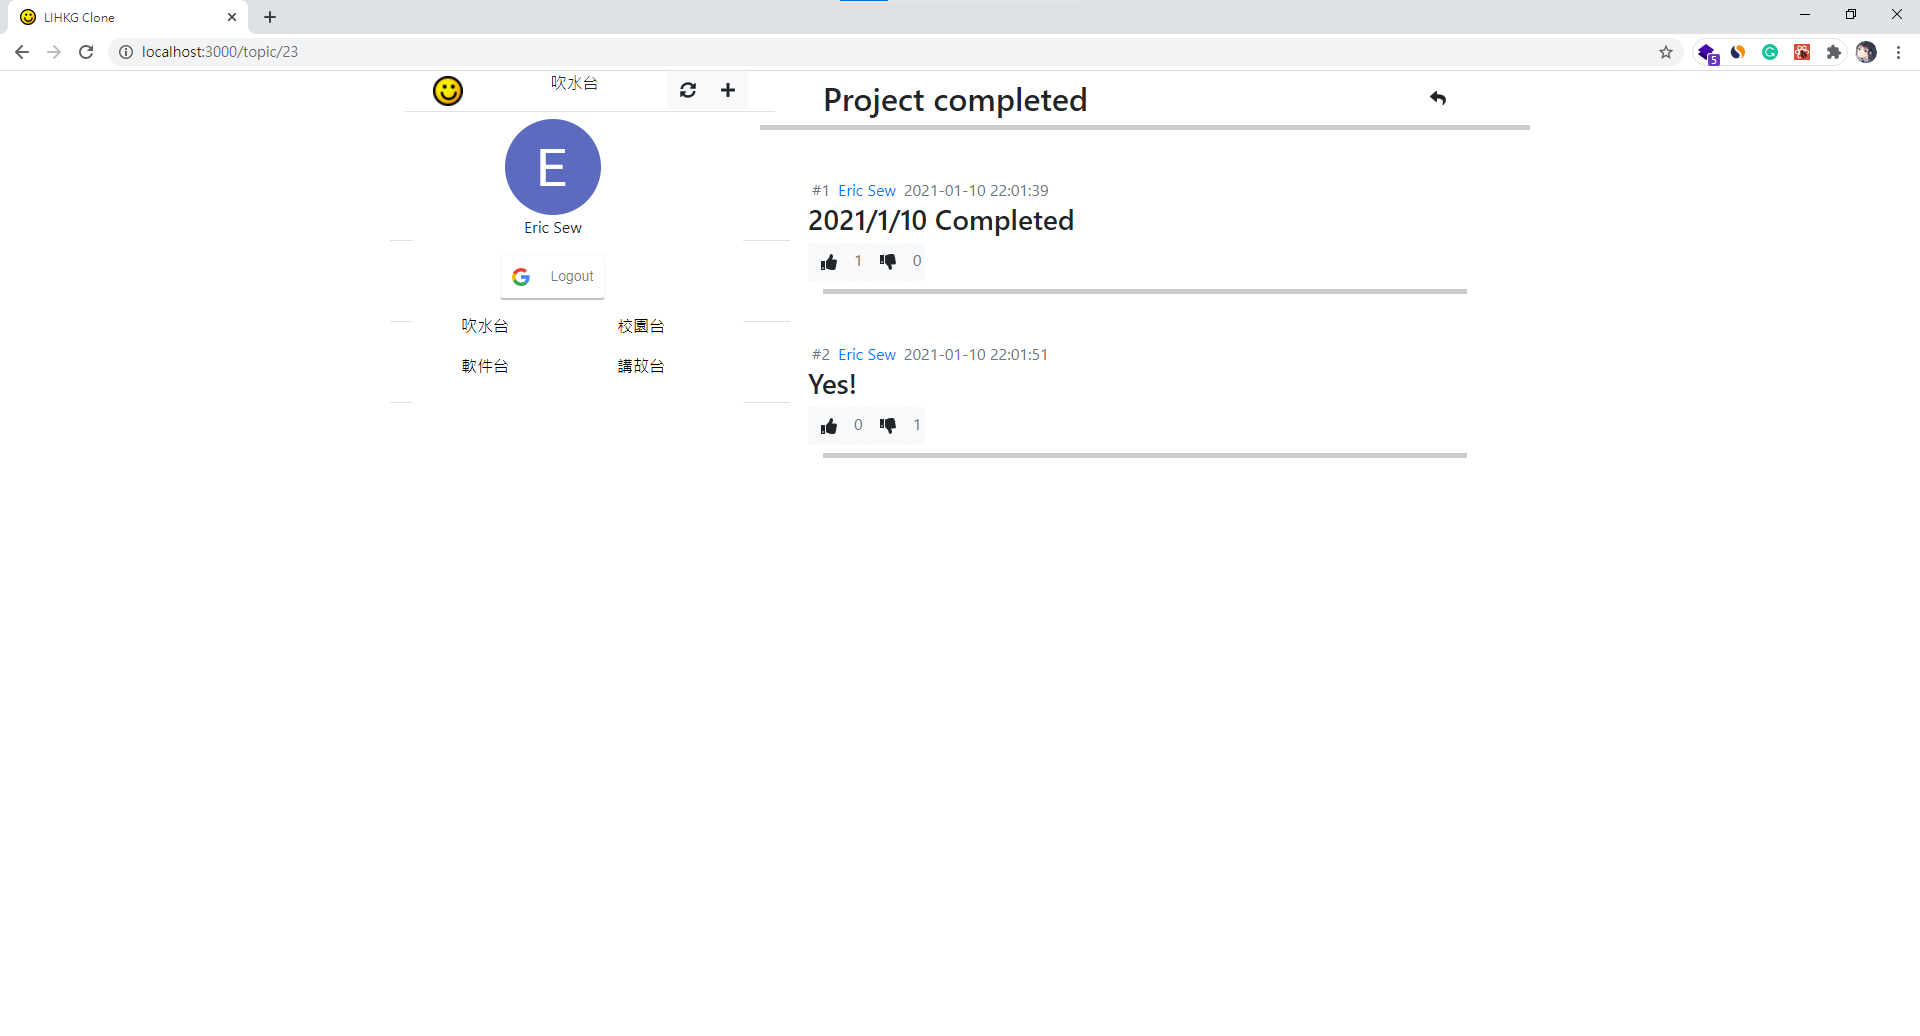 LIHKG Clone
localhost:3000/topic/23
5
吹水台
E
Eric Sew
Logout
吹水台 校園台
軟件台 講故台
Project completed
#1 Eric Sew 2021-01-10 22:01:39
2021/1/10 Completed
1 0
#2 Eric Sew 2021-01-10 22:01:51
Yes!
0 1